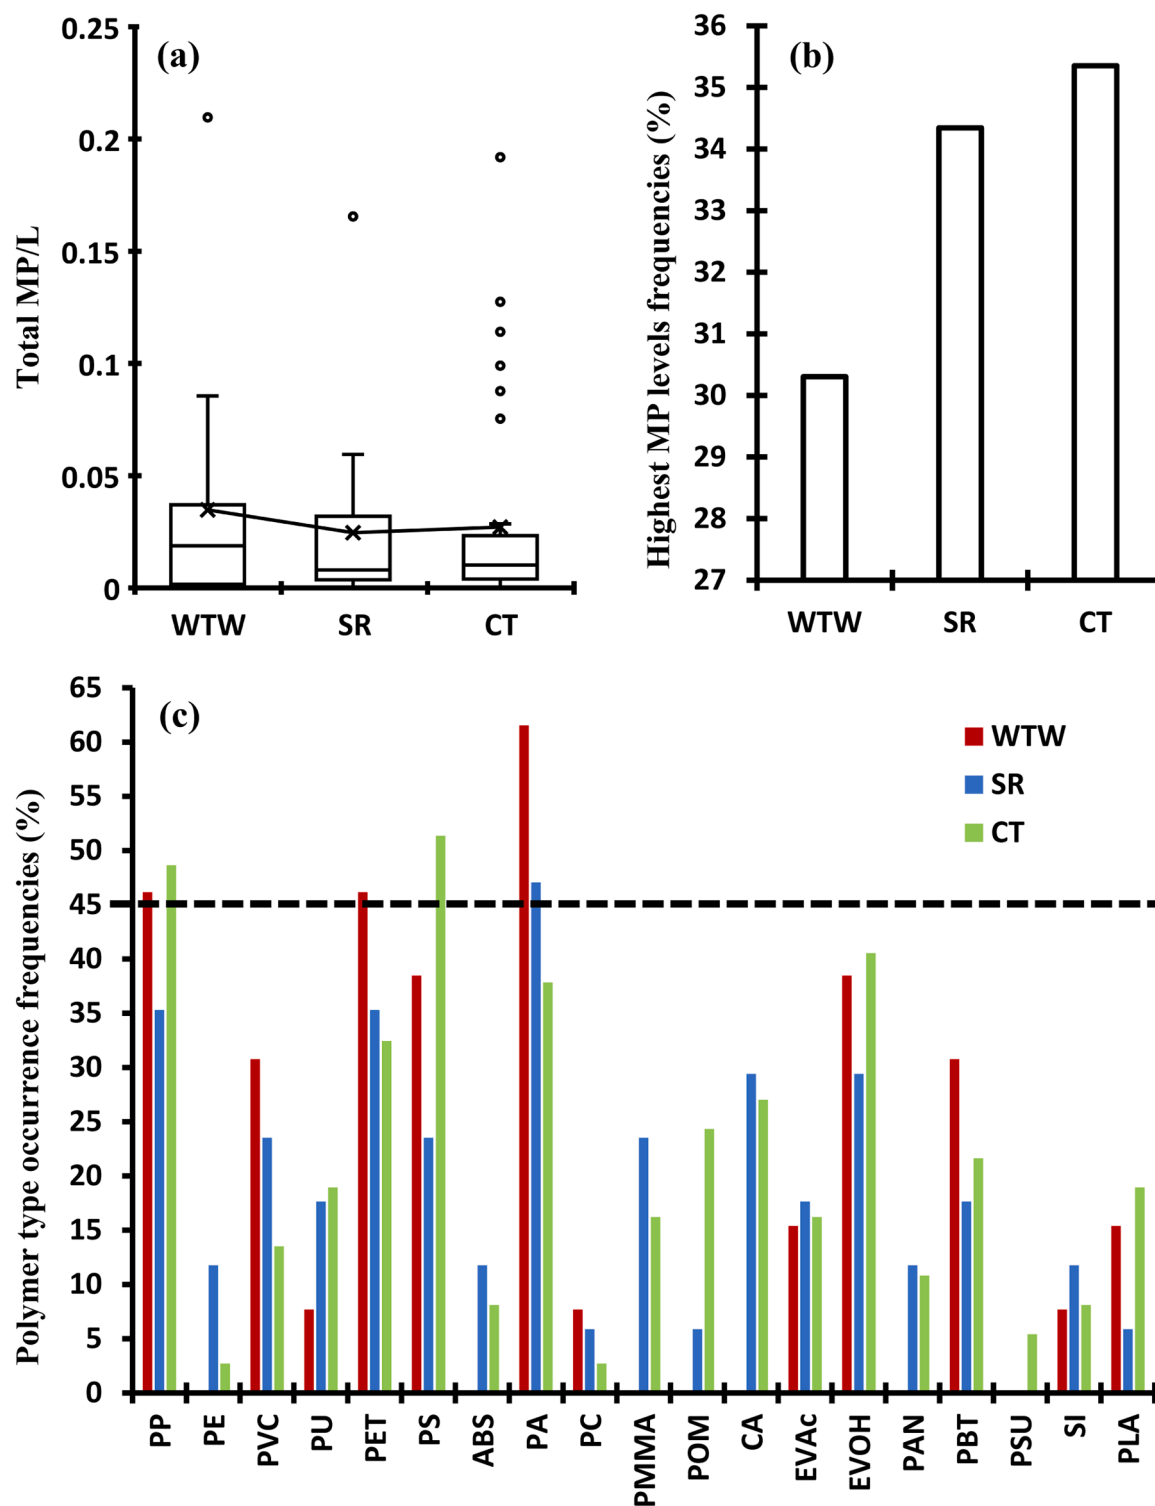 (a)
Total MP/L
0.25
0.2
0.15
0.1
0.05
0
WTW SR CT
(b)
Highest MP levels frequencies (%)
36
35
34
33
32
31
30
29
28
27
WTW SR CT
(c)
Polymer type occurrence frequencies (%)
65
60
55
50
45
40
35
30
25
20
15
10
5
0
WTW
SR
CT
PP PE PVC PU PET PS ABS PA PC PMMA POM CA EVAc EVOH PAN PBT PSU SI PLA